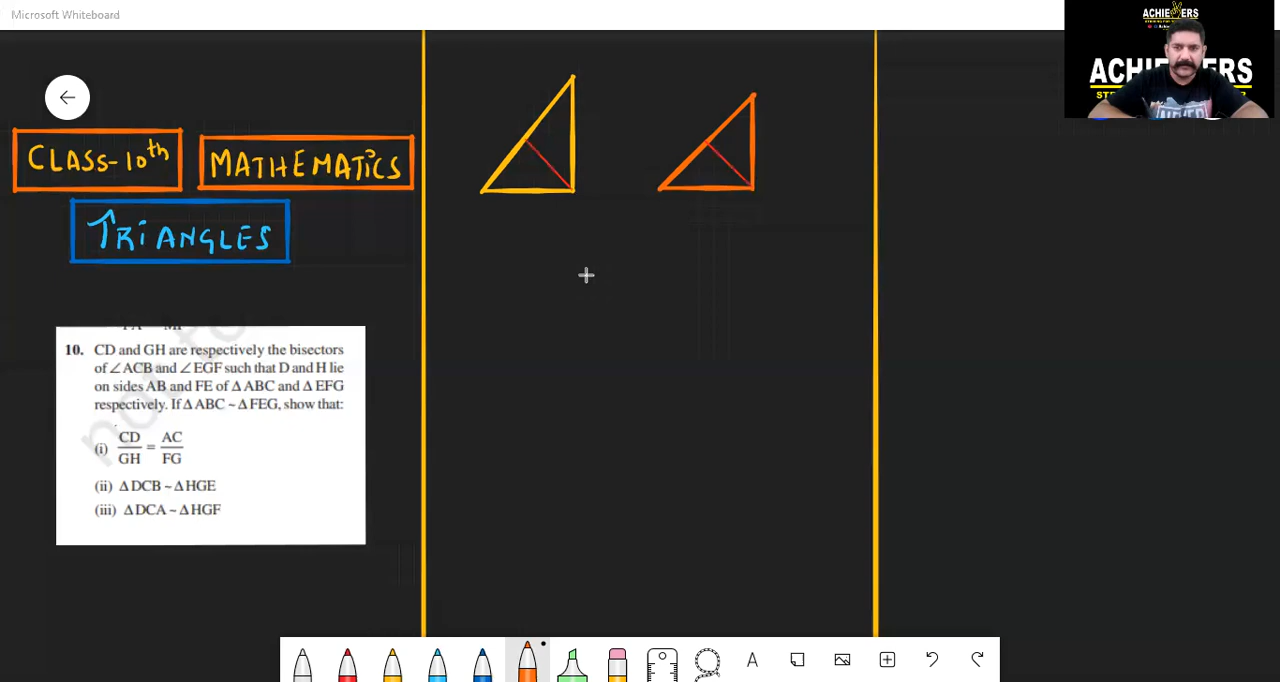 Microsoft Whiteboard
ACHIEVERS
CLASS-10th
MATHEMATICS
TRIANGLES
10. CD and GH are respectively the bisectors
of ∠ACB and ∠EGF such that D and H lie
on sides AB and FE of Δ ABC and Δ EFG
respectively. If Δ ABC ~ Δ FEG, show that:
(i) CD/GH = AC/FG
(ii) Δ DCB ~ Δ HGE
(iii) Δ DCA ~ Δ HGF
A